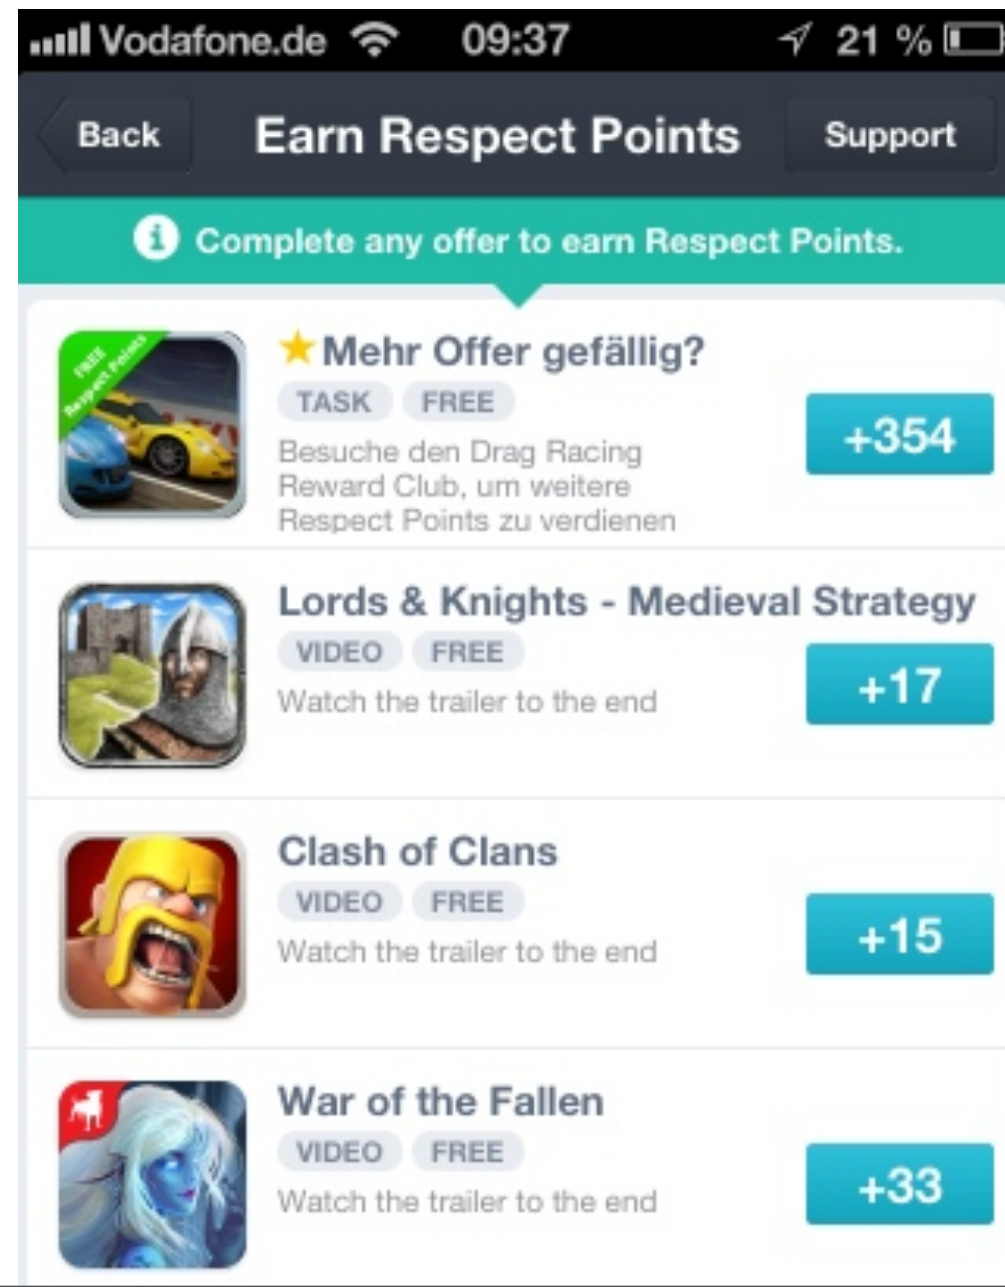 Vodafone.de 09:37 21 %
Back Earn Respect Points Support
Complete any offer to earn Respect Points.
FREE
Respect Points
Mehr Offer gefällig?
TASK FREE
+354
Besuche den Drag Racing
Reward Club, um weitere
Respect Points zu verdienen
Lords & Knights - Medieval Strategy
VIDEO FREE
+17
Watch the trailer to the end
Clash of Clans
VIDEO FREE
+15
Watch the trailer to the end
War of the Fallen
VIDEO FREE
+33
Watch the trailer to the end